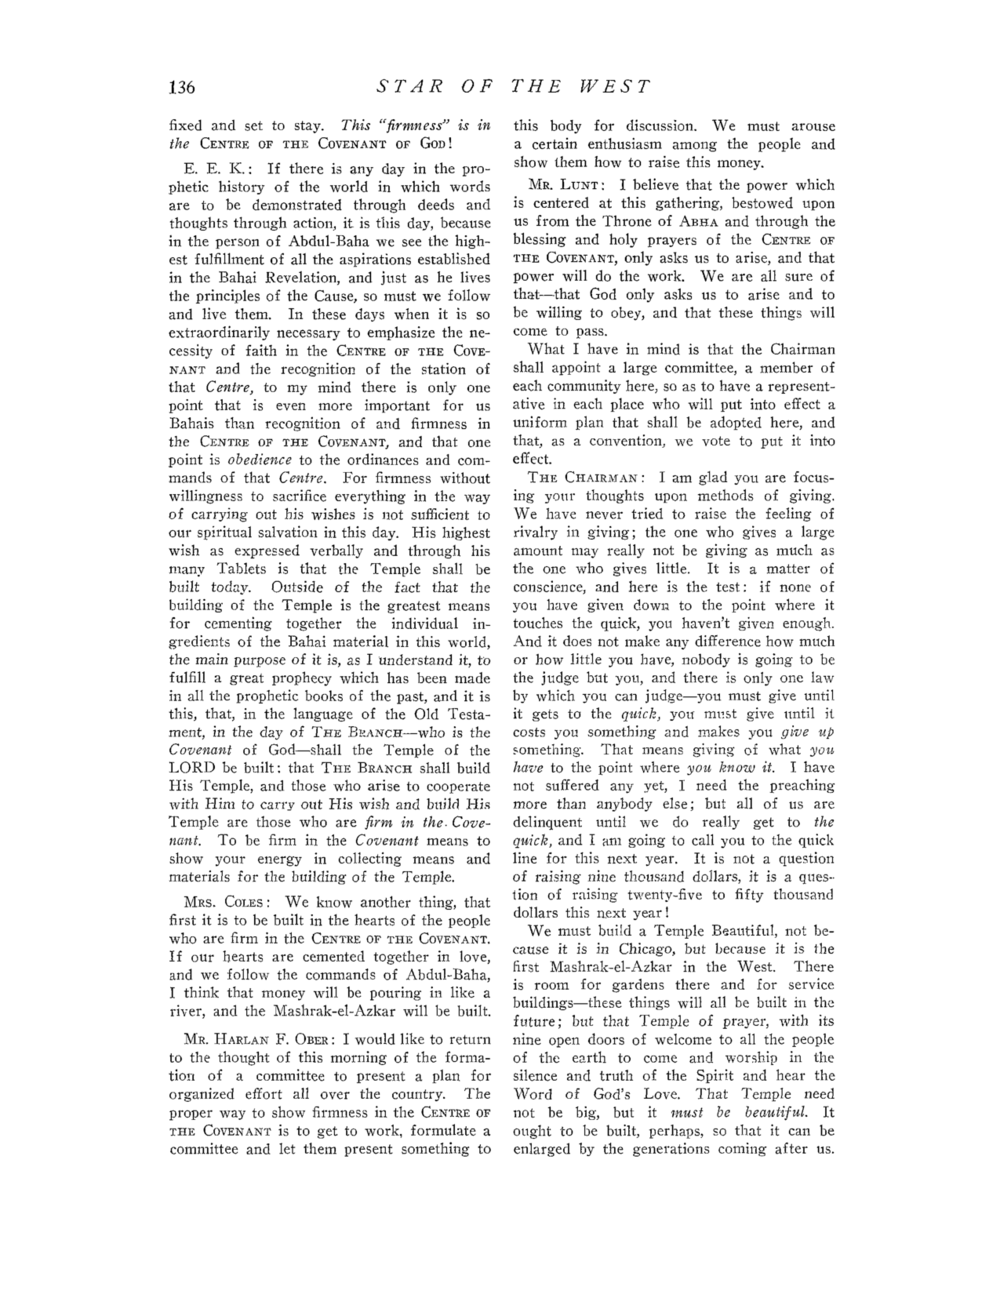 136 STAR OF THE WEST
fixed and set to stay. This "firmness" is in
the CENTRE OF THE COVENANT OF GOD!
E. E. K.: If there is any day in the pro-
phetic history of the world in which words
are to be demonstrated through deeds and
thoughts through action, it is this day, because
in the person of Abdul-Baha we see the high-
est fulfillment of all the aspirations established
in the Bahai Revelation, and just as he lives
the principles of the Cause, so must we follow
and live them. In these days when it is so
extraordinarily necessary to emphasize the ne-
cessity of faith in the CENTRE OF THE COVE-
NANT and the recognition of the station of
that Centre, to my mind there is only one
point that is even more important for us
Bahais than recognition of and firmness in
the CENTRE OF THE COVENANT, and that one
point is obedience to the ordinances and com-
mands of that Centre. For firmness without
willingness to sacrifice everything in the way
of carrying out his wishes is not sufficient to
our spiritual salvation in this day. His highest
wish as expressed verbally and through his
many Tablets is that the Temple shall be
built today. Outside of the fact that the
building of the Temple is the greatest means
for cementing together the individual in-
gredients of the Bahai material in this world,
the main purpose of it is, as I understand it, to
fulfill a great prophecy which has been made
in all the prophetic books of the past, and it is
this, that, in the language of the Old Testa-
ment, in the day of THE BRANCH—who is the
Covenant of God—shall the Temple of the
LORD be built: that THE BRANCH shall build
His Temple, and those who arise to cooperate
with Him to carry out His wish and build His
Temple are those who are firm in the Cove-
nant. To be firm in the Covenant means to
show your energy in collecting means and
materials for the building of the Temple.
MRS. COLES: We know another thing, that
first it is to be built in the hearts of the people
who are firm in the CENTRE OF THE COVENANT.
If our hearts are cemented together in love,
and we follow the commands of Abdul-Baha,
I think that money will be pouring in like a
river, and the Mashrak-el-Azkar will be built.
MR. HARLAN F. OBER: I would like to return
to the thought of this morning of the forma-
tion of a committee to present a plan for
organized effort all over the country. The
proper way to show firmness in the CENTRE OF
THE COVENANT is to get to work, formulate a
committee and let them present something to
this body for discussion. We must arouse
a certain enthusiasm among the people and
show them how to raise this money.
MR. LUNT: I believe that the power which
is centered at this gathering, bestowed upon
us from the Throne of ABHA and through the
blessing and holy prayers of the CENTRE OF
THE COVENANT, only asks us to arise, and that
power will do the work. We are all sure of
that—that God only asks us to arise and to
be willing to obey, and that these things will
come to pass.
What I have in mind is that the Chairman
shall appoint a large committee, a member of
each community here, so as to have a represent-
ative in each place who will put into effect a
uniform plan that shall be adopted here, and
that, as a convention, we vote to put it into
effect.
THE CHAIRMAN: I am glad you are focus-
ing your thoughts upon methods of giving.
We have never tried to raise the feeling of
rivalry in giving; the one who gives a large
amount may really not be giving as much as
the one who gives little. It is a matter of
conscience, and here is the test: if none of
you have given down to the point where it
touches the quick, you haven't given enough.
And it does not make any difference how much
or how little you have, nobody is going to be
the judge but you, and there is only one law
by which you can judge—you must give until
it gets to the quick, you must give until it
costs you something and makes you give up
something. That means giving of what you
have to the point where you know it. I have
not suffered any yet, I need the preaching
more than anybody else; but all of us are
delinquent until we do really get to the
quick, and I am going to call you to the quick
line for this next year. It is not a question
of raising nine thousand dollars, it is a ques-
tion of raising twenty-five to fifty thousand
dollars this next year!
We must build a Temple Beautiful, not be-
cause it is in Chicago, but because it is the
first Mashrak-el-Azkar in the West. There
is room for gardens there and for service
buildings—these things will all be built in the
future; but that Temple of prayer, with its
nine open doors of welcome to all the people
of the earth to come and worship in the
silence and truth of the Spirit and hear the
Word of God's Love. That Temple need
not be big, but it must be beautiful. It
ought to be built, perhaps, so that it can be
enlarged by the generations coming after us.